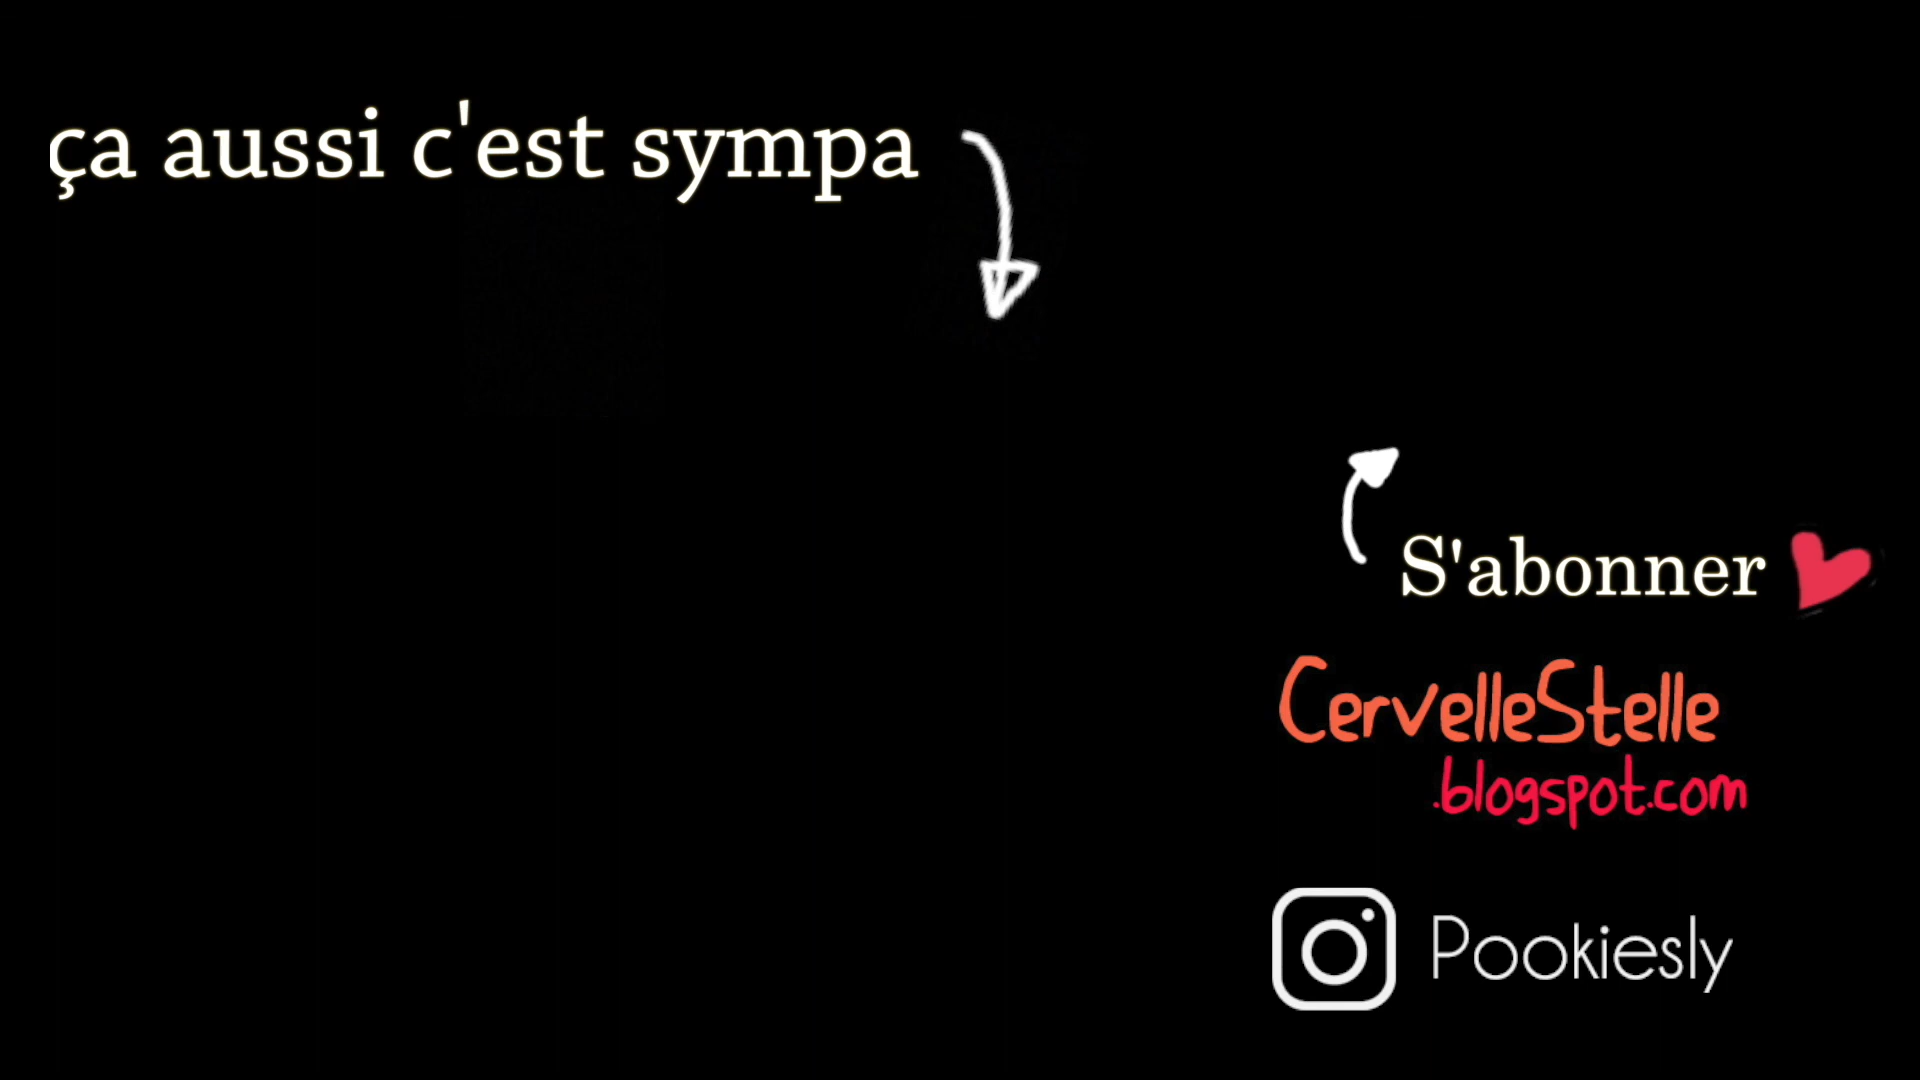 ça aussi c'est sympa
S'abonner
CervelleStelle
.blogspot.com
Pookiesly